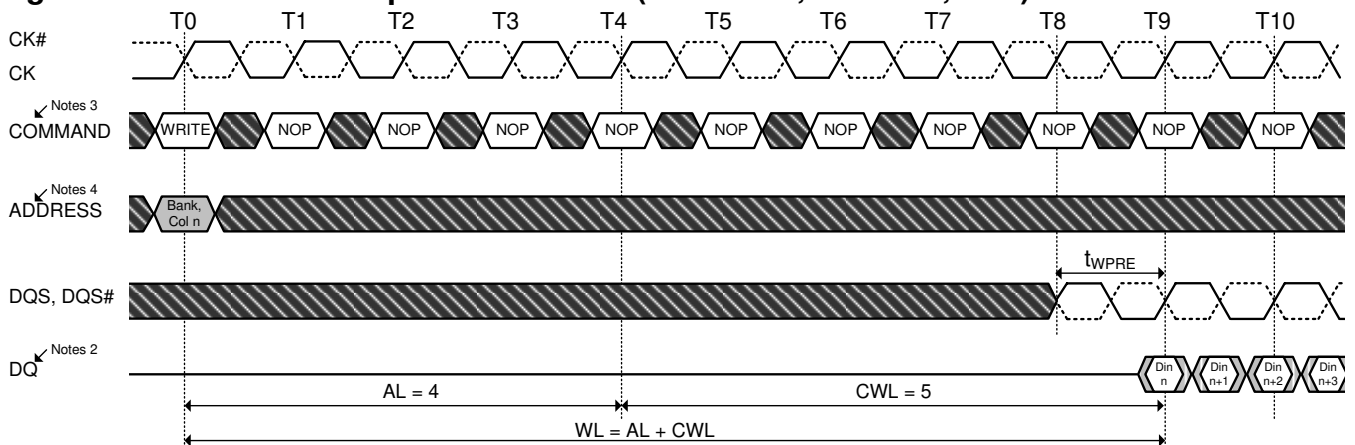 T0 T1 T2 T3 T4 T5 T6 T7 T8 T9 T10
CK#
CK
Notes 3
COMMAND WRITE NOP NOP NOP NOP NOP NOP NOP NOP NOP NOP
Notes 4
ADDRESS Bank,
Col n
tWPRE
DQS, DQS#
Notes 2
DQ Din n Din n+1 Din n+2 Din n+3
AL = 4 CWL = 5
WL = AL + CWL